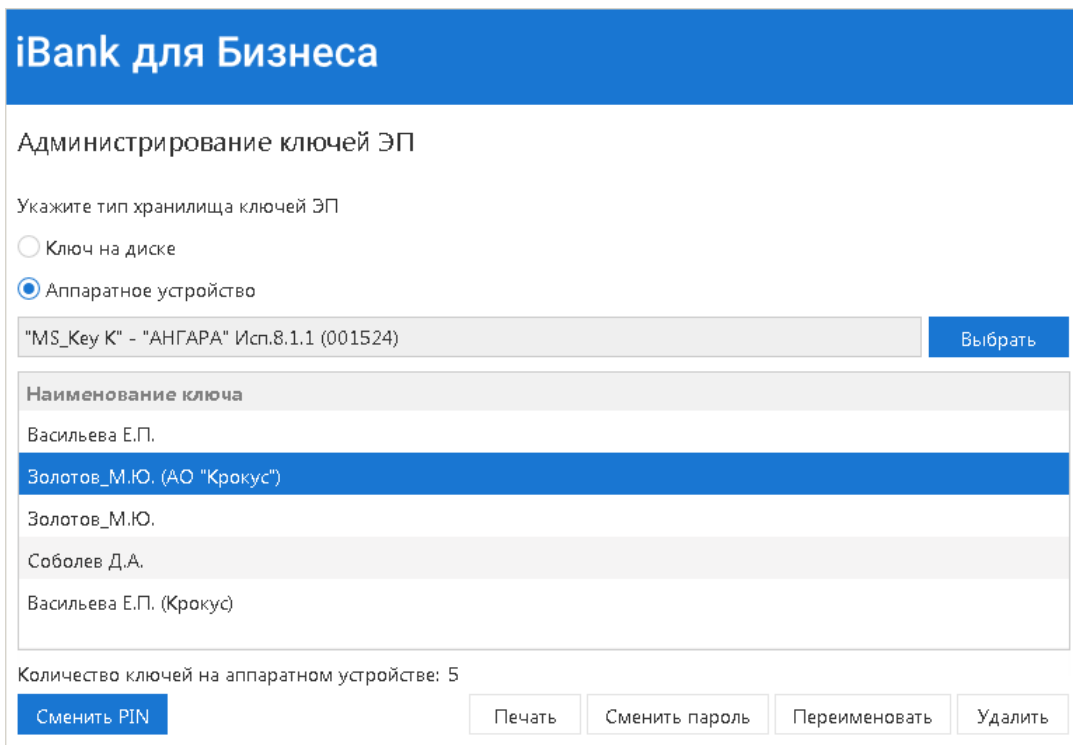 iBank для Бизнеса
Администрирование ключей ЭП
Укажите тип хранилища ключей ЭП
Ключ на диске
Аппаратное устройство
"MS_Key K" - "АНГАРА" Исп.8.1.1 (001524)
Выбрать
Наименование ключа
Васильева Е.П.
Золотов_М.Ю. (АО "Крокус")
Золотов_М.Ю.
Соболев Д.А.
Васильева Е.П. (Крокус)
Количество ключей на аппаратном устройстве: 5
Сменить PIN Печать Сменить пароль Переименовать Удалить